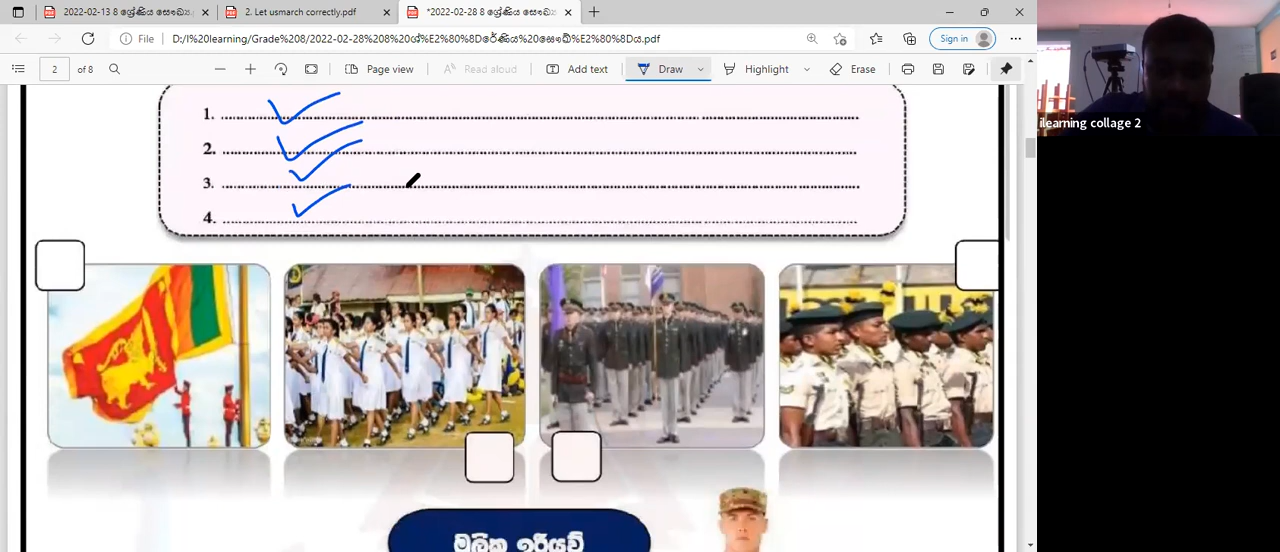 2022-02-13 8 ශ්‍රේණිය සෞඛ්‍ය.
2. Let usmarch correctly.pdf
*2022-02-28 8 ශ්‍රේණිය සෞඛ්‍ය
File
D:/I%20learning/Grade%208/2022-02-28%208%20ශ්%E2%80%8Dරේණිය%20සෞඛ්%E2%80%8Dය.pdf
Sign in
2 of 8
Page view
Read aloud
Add text
Draw
Highlight
Erase
ilearning collage 2
1.
2.
3.
4.
මූලික ඉරියව්